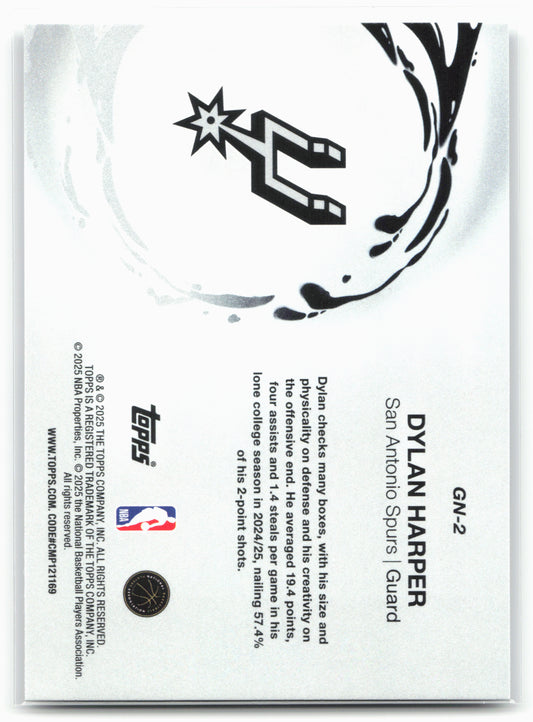 GN-2
DYLAN HARPER
San Antonio Spurs | Guard
Dylan checks many boxes, with his size and
physicality on defense and his creativity on
the offensive end. He averaged 19.4 points,
four assists and 1.4 steals per game in his
lone college season in 2024/25, nailing 57.4%
of his 2-point shots.
topps®
NBA
® & © 2025 THE TOPPS COMPANY, INC. ALL RIGHTS RESERVED.
TOPPS IS A REGISTERED TRADEMARK OF THE TOPPS COMPANY, INC.
© 2025 NBA Properties, Inc. © 2025 the National Basketball Players Association.
All rights reserved.
WWW.TOPPS.COM. CODE#CMP121169